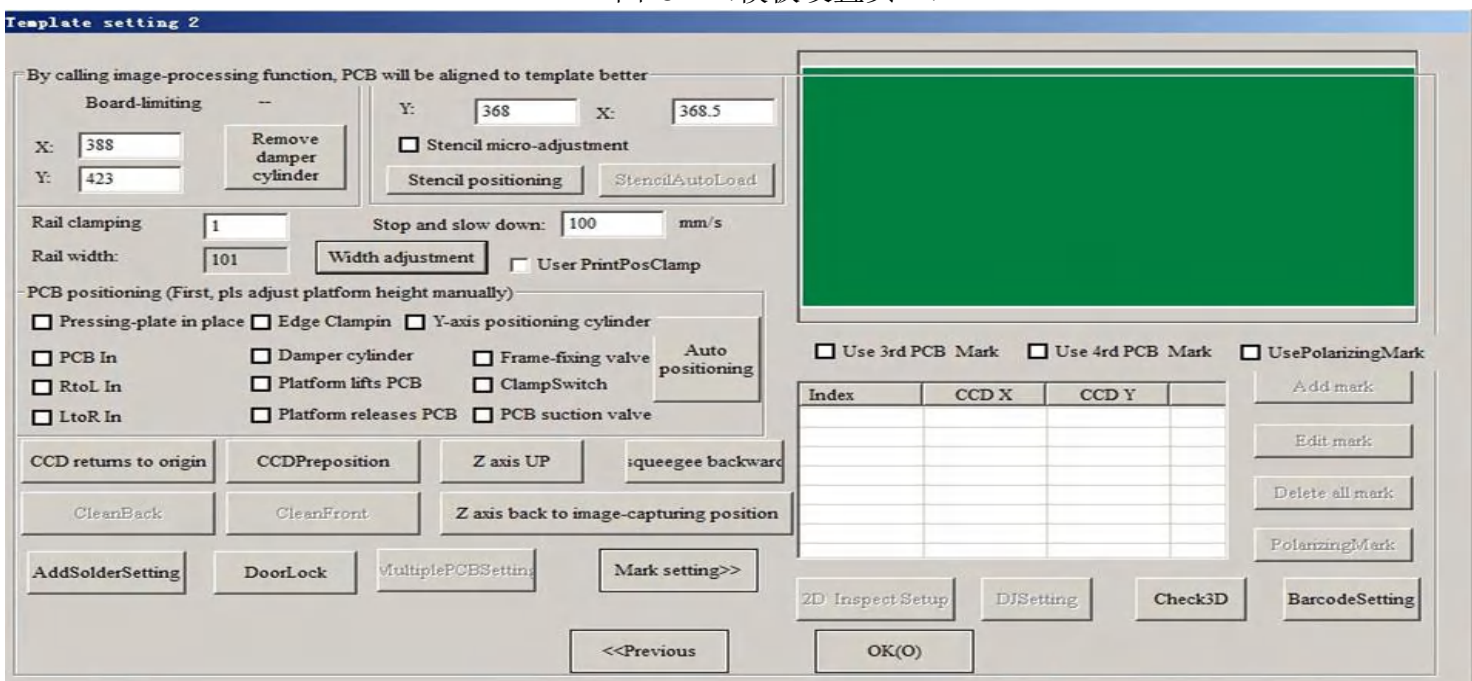 Template setting 2
By calling image-processing function, PCB will be aligned to template better
Board-limiting --
X: 388
Y: 423
Remove
damper
cylinder
Y: 368 X: 368.5
Stencil micro-adjustment
Stencil positioning StencilAutoLoad
Rail clamping 1 Stop and slow down: 100 mm/s
Rail width: 101 Width adjustment User PrintPosClamp
PCB positioning (First, pls adjust platform height manually)
Pressing-plate in place Edge Clampin Y-axis positioning cylinder
PCB In Damper cylinder Frame-fixing valve
RtoL In Platform lifts PCB ClampSwitch
LtoR In Platform releases PCB PCB suction valve
Auto
positioning
CCD returns to origin CCDPreposition Z axis UP squeegee backward
CleanBack CleanFront Z axis back to image-capturing position
AddSolderSetting DoorLock MultiplePCBSetting Mark setting>>
Use 3rd PCB Mark Use 4rd PCB Mark UsePolarizingMark
Index CCD X CCD Y
Add mark
Edit mark
Delete all mark
PolarizingMark
2D Inspect Setup DJSetting Check3D BarcodeSetting
<<Previous OK(O)